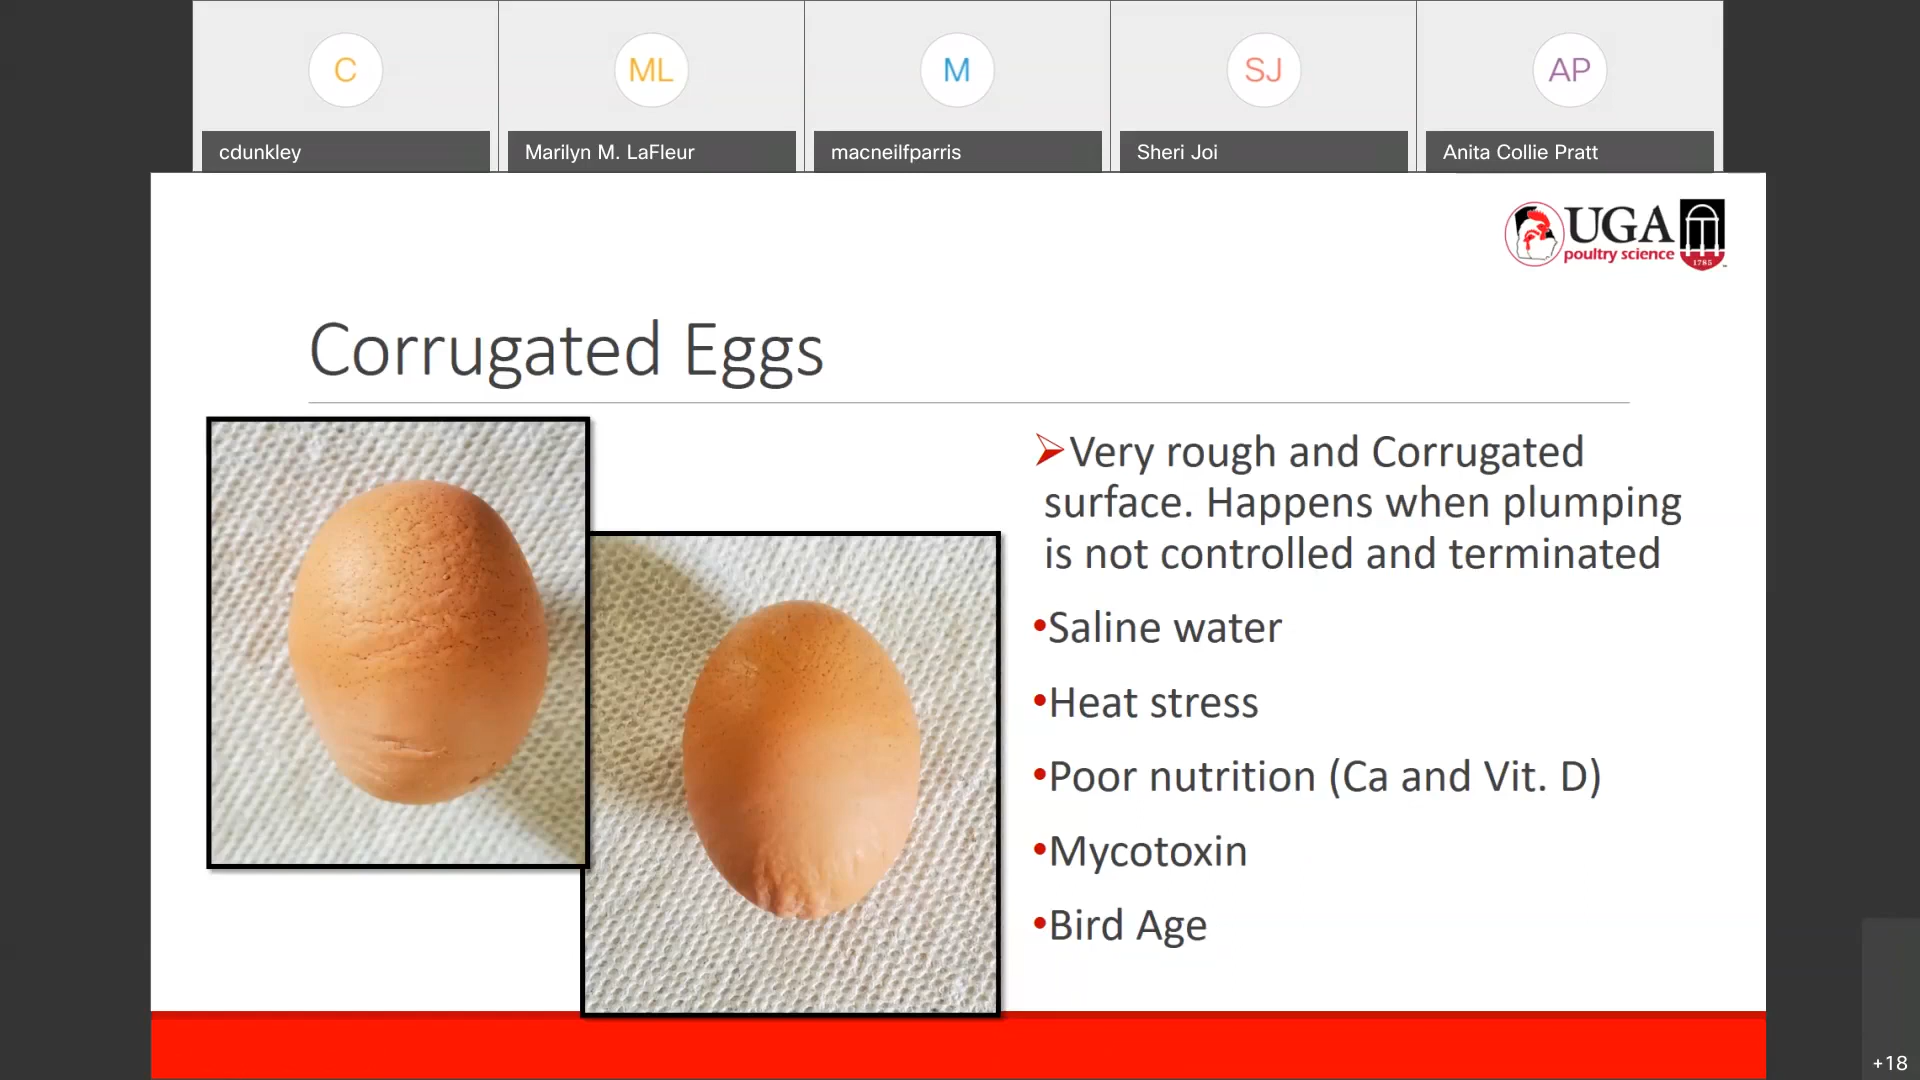 C
ML
M
SJ
AP
cdunkley
Marilyn M. LaFleur
macneilfparris
Sheri Joi
Anita Collie Pratt
UGA
poultry science
1785
Corrugated Eggs
Very rough and Corrugated
surface. Happens when plumping
is not controlled and terminated
•Saline water
•Heat stress
•Poor nutrition (Ca and Vit. D)
•Mycotoxin
•Bird Age
+18